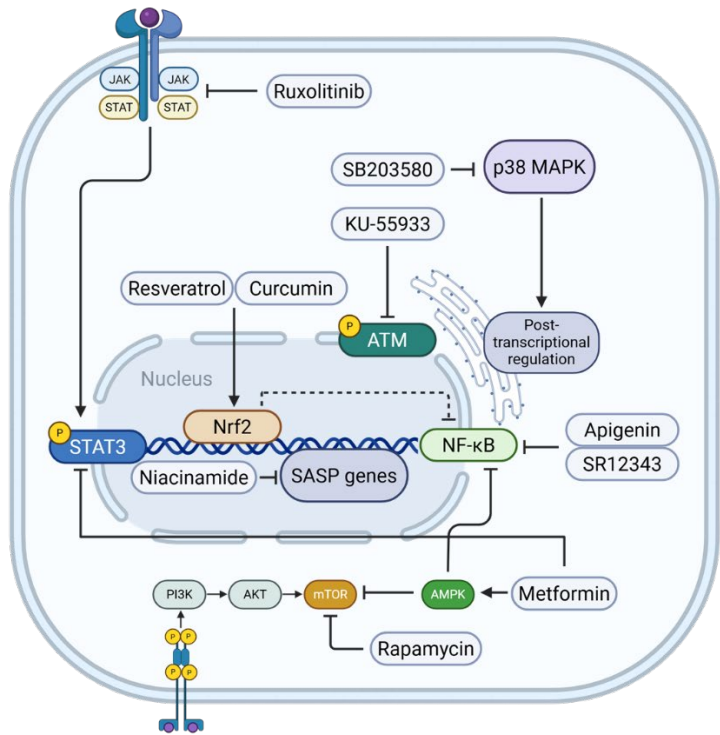 JAK
JAK
STAT
STAT
Ruxolitinib
SB203580
p38 MAPK
KU-55933
Resveratrol
Curcumin
P
ATM
Post-
transcriptional
regulation
Nucleus
Nrf2
P
STAT3
NF-κB
Apigenin
SR12343
Niacinamide
SASP genes
PI3K
AKT
mTOR
AMPK
Metformin
P
P
Rapamycin
P
P